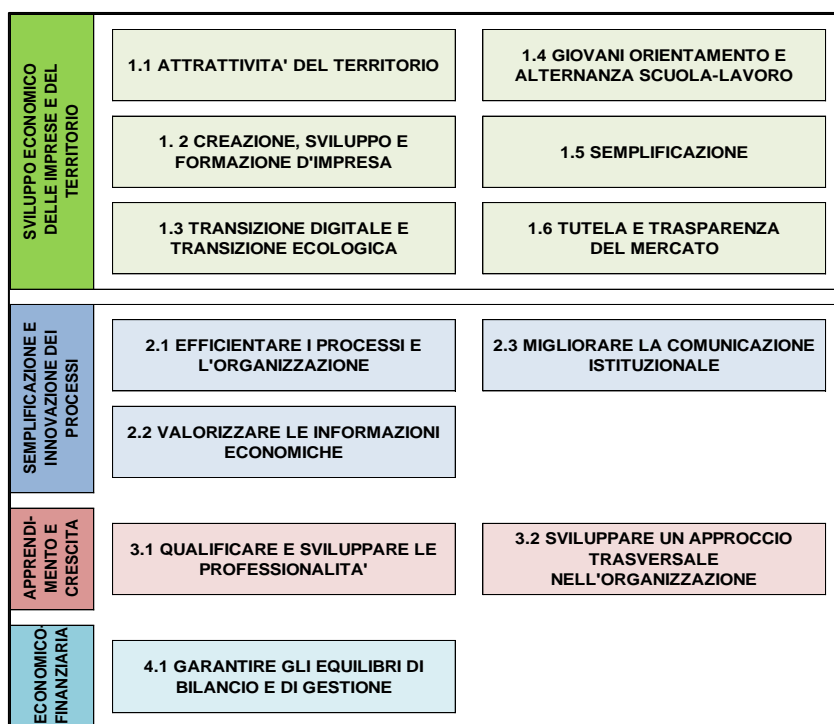 SVILUPPO ECONOMICO
DELLE IMPRESE E DEL
TERRITORIO
1.1 ATTRATTIVITA' DEL TERRITORIO
1.4 GIOVANI ORIENTAMENTO E
ALTERNANZA SCUOLA-LAVORO
1. 2 CREAZIONE, SVILUPPO E
FORMAZIONE D'IMPRESA
1.5 SEMPLIFICAZIONE
1.3 TRANSIZIONE DIGITALE E
TRANSIZIONE ECOLOGICA
1.6 TUTELA E TRASPARENZA
DEL MERCATO
SEMPLIFICAZIONE E
INNOVAZIONE DEI
PROCESSI
2.1 EFFICIENTARE I PROCESSI E
L'ORGANIZZAZIONE
2.3 MIGLIORARE LA COMUNICAZIONE
ISTITUZIONALE
2.2 VALORIZZARE LE INFORMAZIONI
ECONOMICHE
APPRENDI-
MENTO E
CRESCITA
3.1 QUALIFICARE E SVILUPPARE LE
PROFESSIONALITA'
3.2 SVILUPPARE UN APPROCCIO
TRASVERSALE
NELL'ORGANIZZAZIONE
ECONOMICO-
FINANZIARIA
4.1 GARANTIRE GLI EQUILIBRI DI
BILANCIO E DI GESTIONE